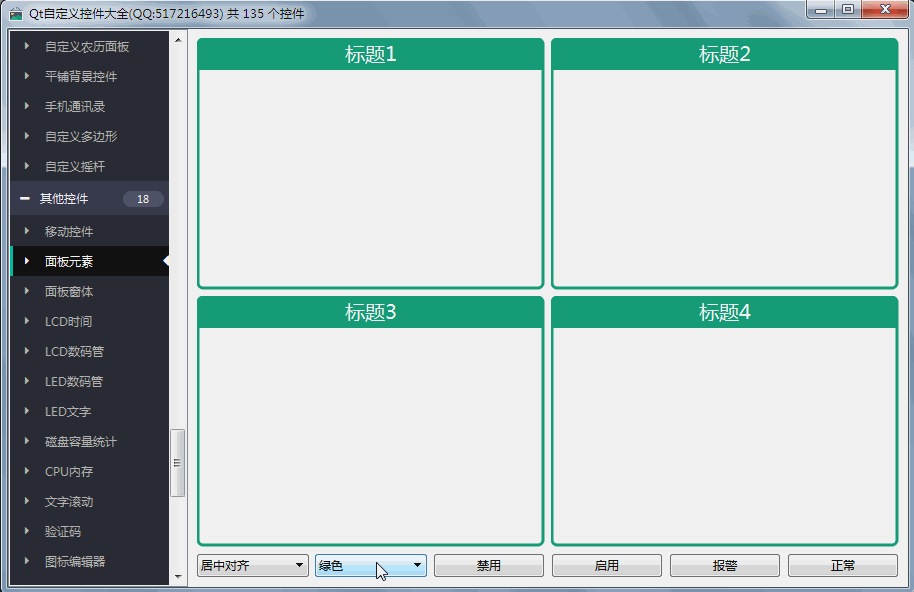 Qt自定义控件大全(QQ:517216493) 共 135 个控件
自定义农历面板
平铺背景控件
手机通讯录
自定义多边形
自定义摇杆
其他控件 18
移动控件
面板元素
面板窗体
LCD时间
LCD数码管
LED数码管
LED文字
磁盘容量统计
CPU内存
文字滚动
验证码
图标编辑器
标题1
标题2
标题3
标题4
居中对齐 绿色 禁用 启用 报警 正常